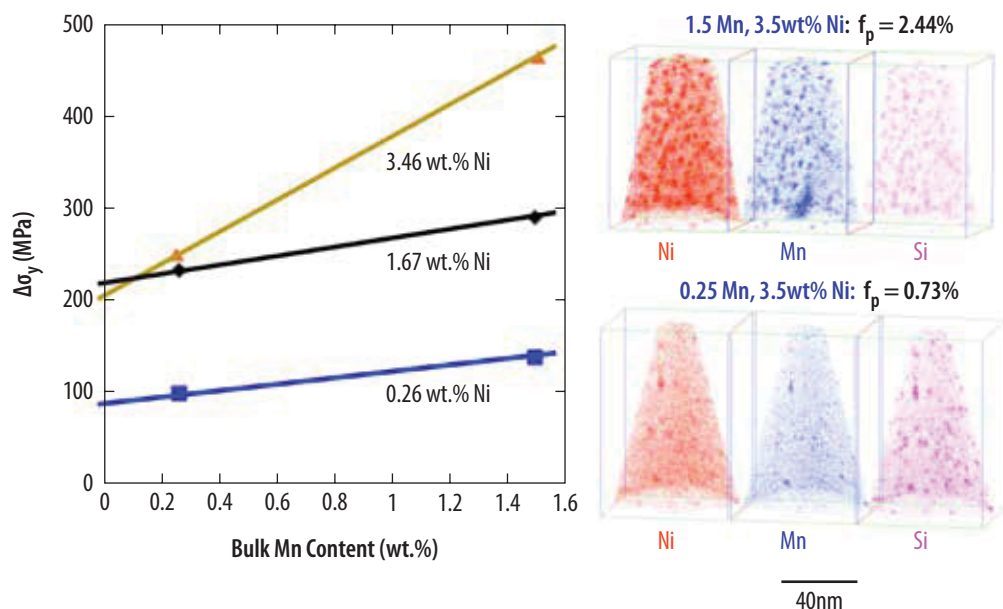 500
400
300
200
100
0
Δσy (MPa)
3.46 wt.% Ni
1.67 wt.% Ni
0.26 wt.% Ni
0 0.2 0.4 0.6 0.8 1 1.2 1.4 1.6
Bulk Mn Content (wt.%)
1.5 Mn, 3.5wt% Ni: fp = 2.44%
Ni Mn Si
0.25 Mn, 3.5wt% Ni: fp = 0.73%
Ni Mn Si
40nm